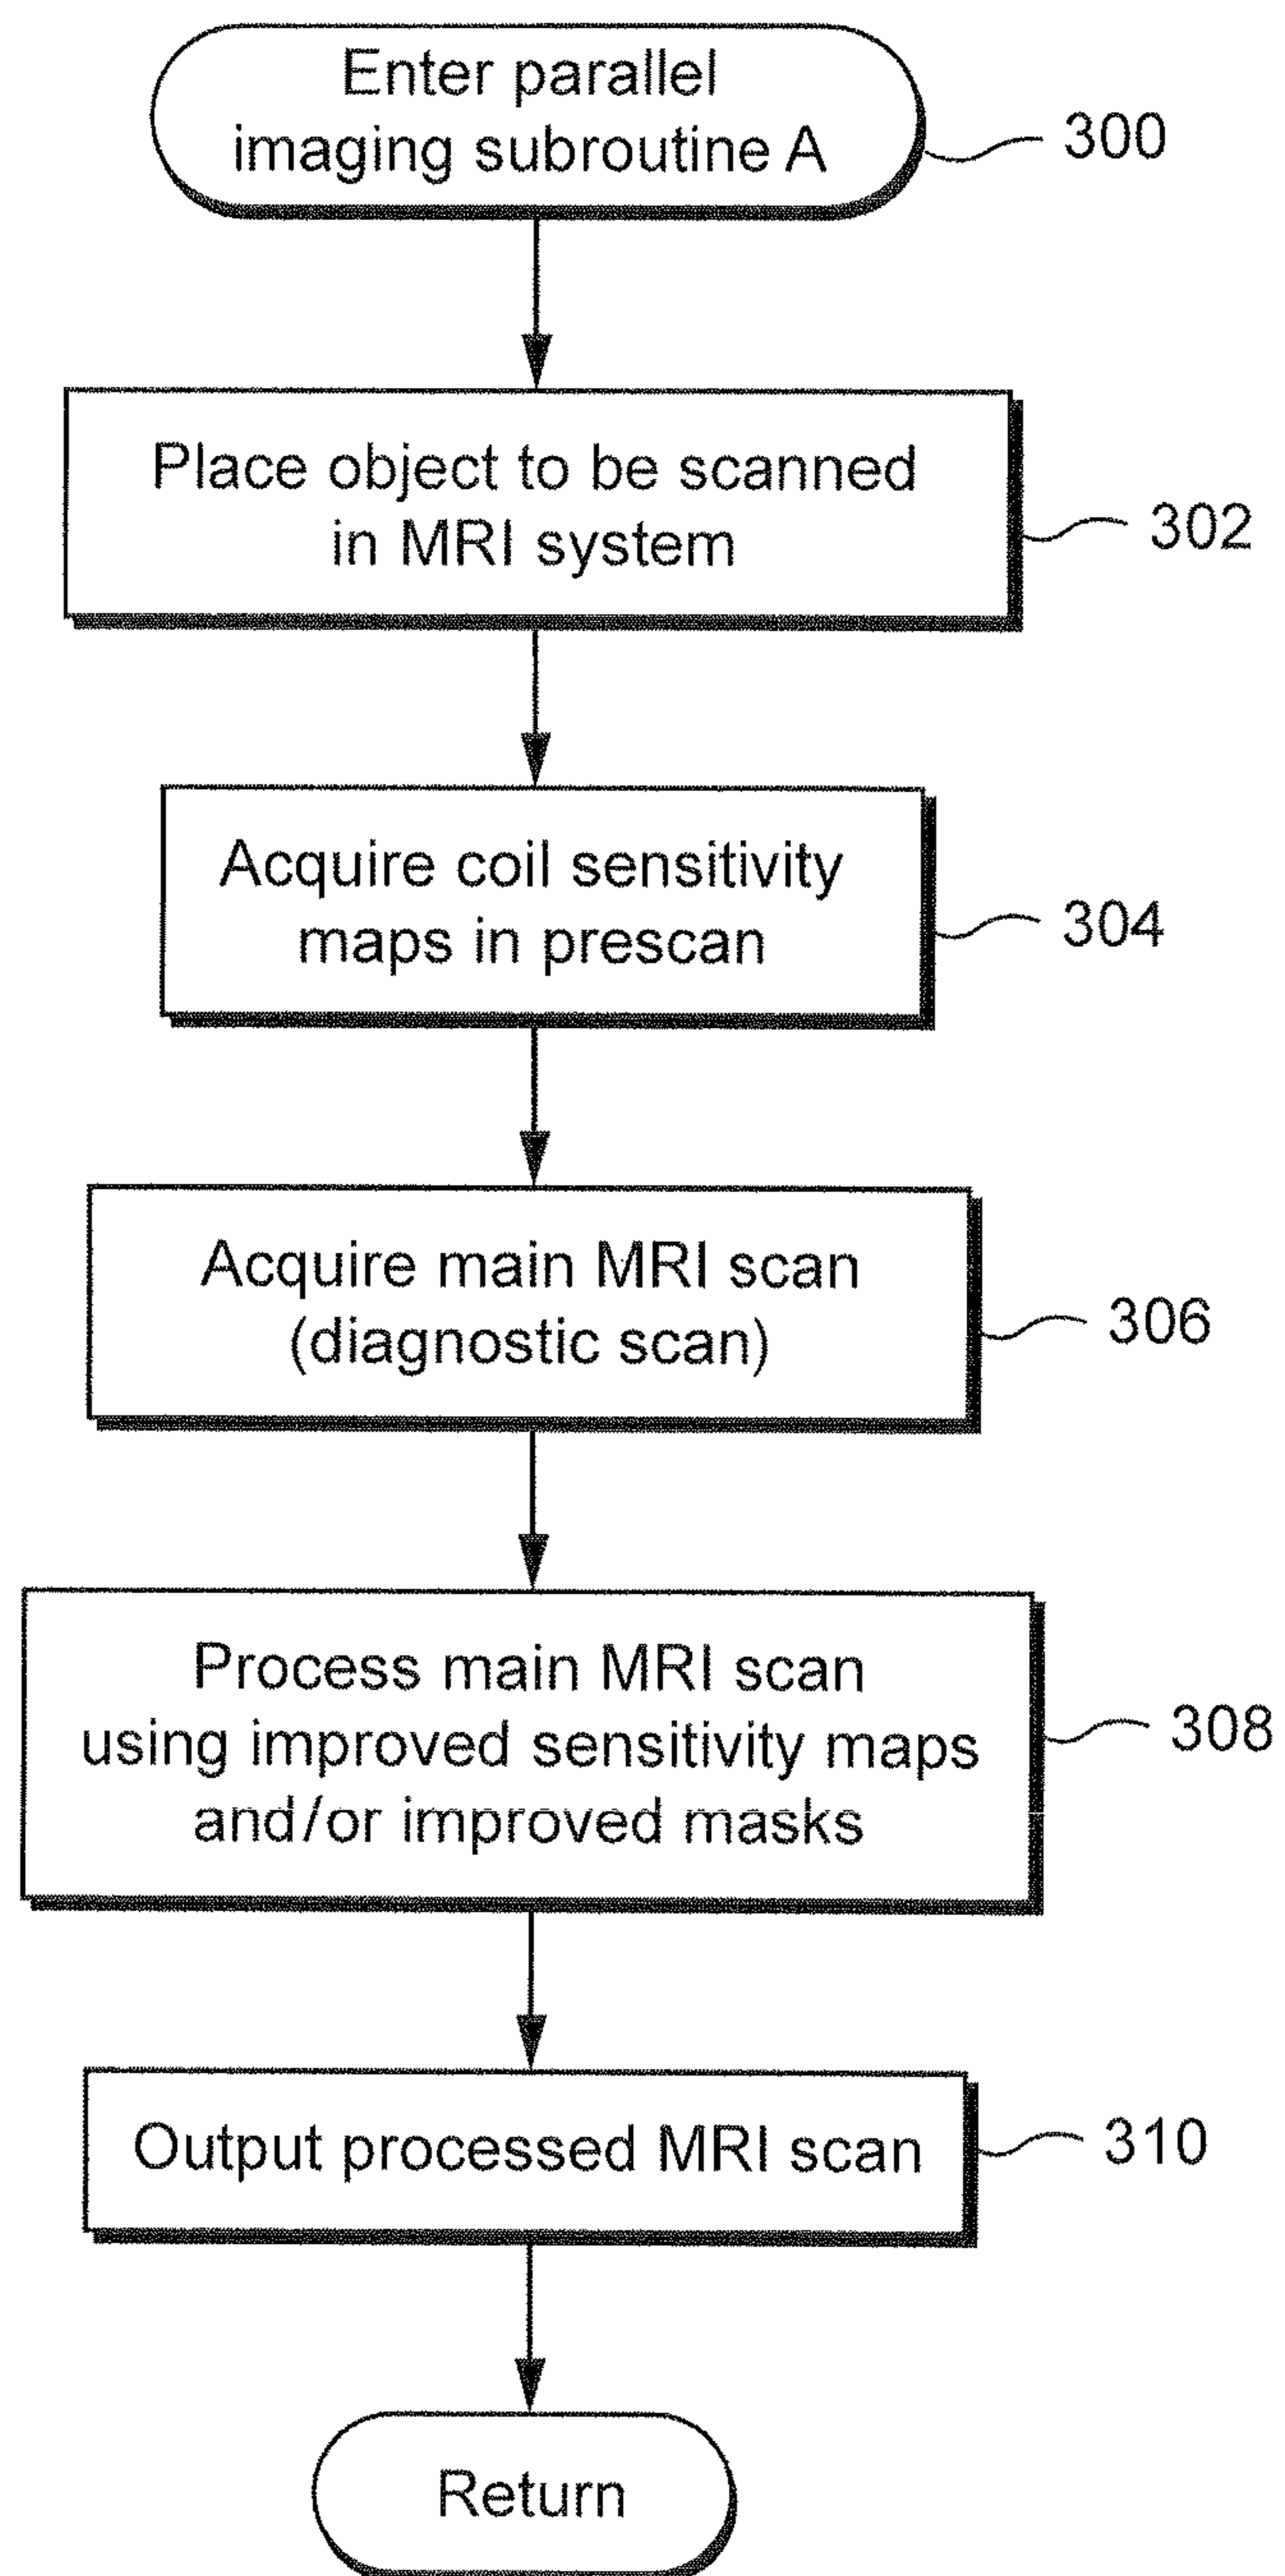 Enter parallel
imaging subroutine A
300
Place object to be scanned
in MRI system
302
Acquire coil sensitivity
maps in prescan
304
Acquire main MRI scan
(diagnostic scan)
306
Process main MRI scan
using improved sensitivity maps
and/or improved masks
308
Output processed MRI scan
310
Return